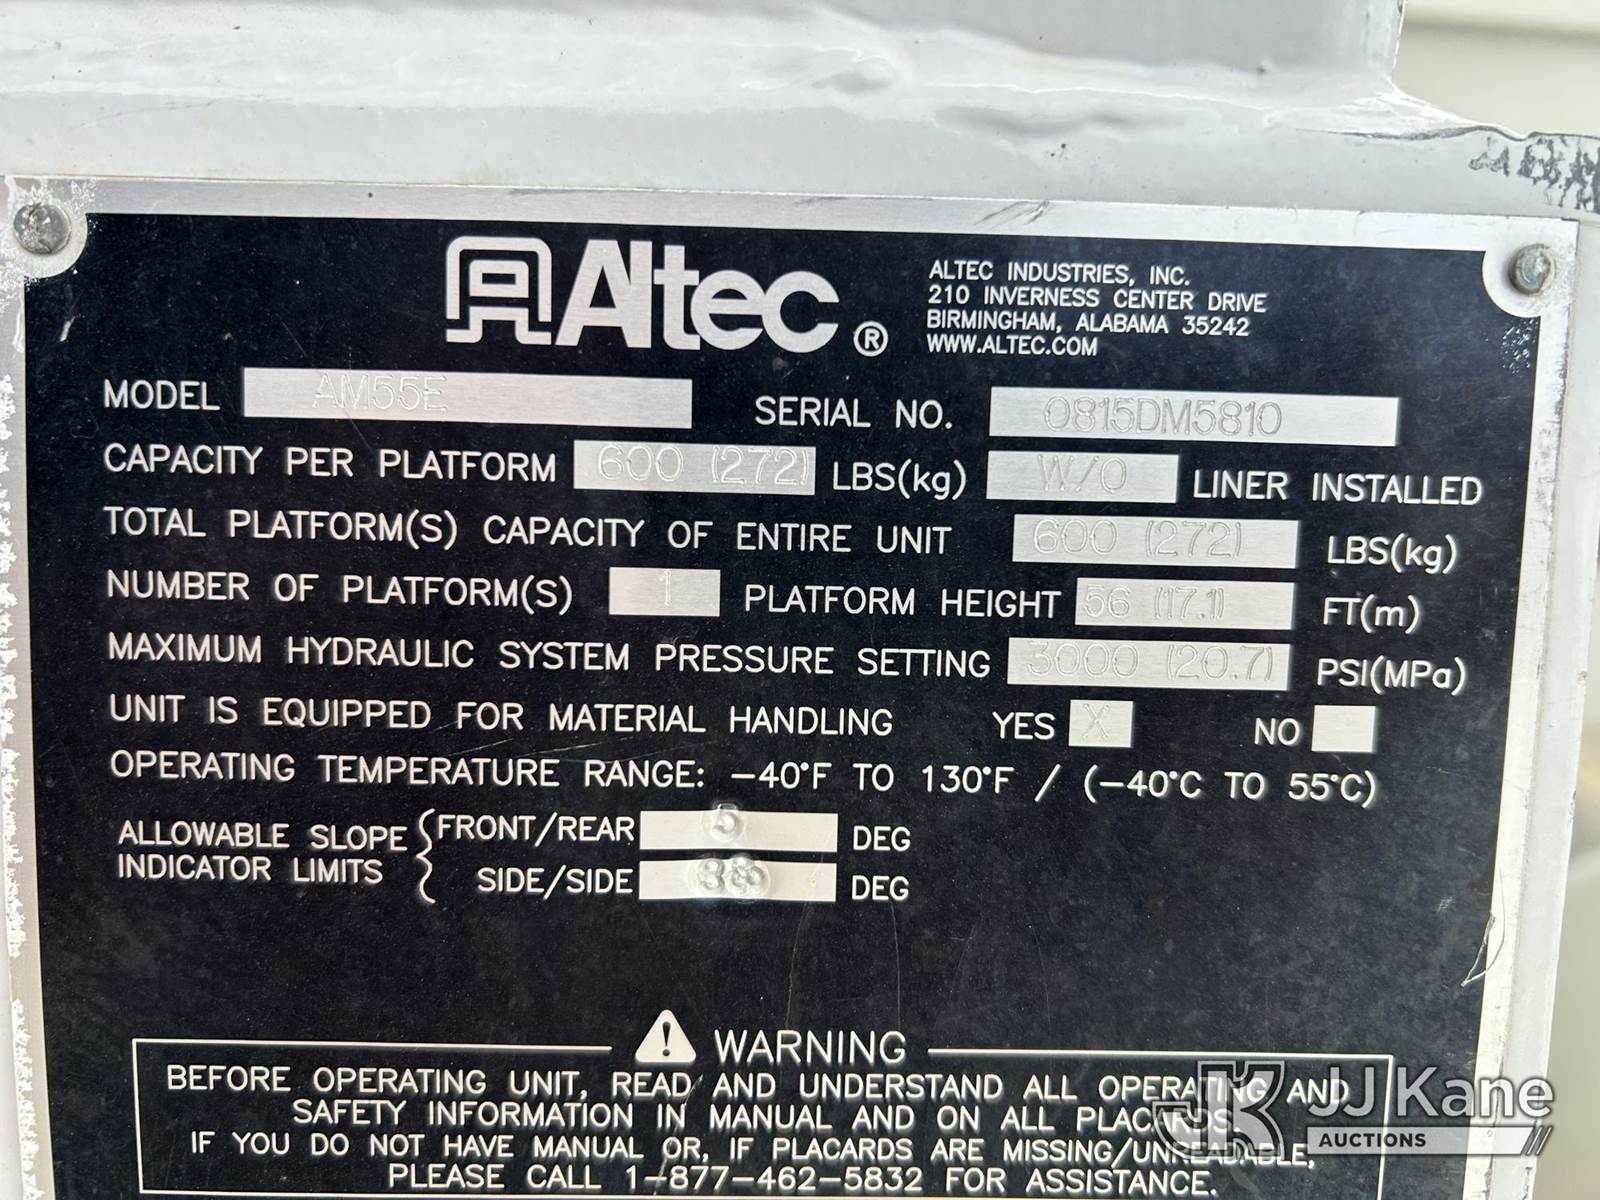 Altec®
ALTEC INDUSTRIES, INC.
210 INVERNESS CENTER DRIVE
BIRMINGHAM, ALABAMA 35242
WWW.ALTEC.COM
MODEL AM55E SERIAL NO. 0815DM5810
CAPACITY PER PLATFORM 600 (272) LBS(kg) W/O LINER INSTALLED
TOTAL PLATFORM(S) CAPACITY OF ENTIRE UNIT 600 (272) LBS(kg)
NUMBER OF PLATFORM(S) 1 PLATFORM HEIGHT 56 (17.1) FT(m)
MAXIMUM HYDRAULIC SYSTEM PRESSURE SETTING 3000 (20.7) PSI(MPa)
UNIT IS EQUIPPED FOR MATERIAL HANDLING YES X NO
OPERATING TEMPERATURE RANGE: -40°F TO 130°F / (-40°C TO 55°C)
ALLOWABLE SLOPE
INDICATOR LIMITS
FRONT/REAR 5 DEG
SIDE/SIDE DEG
WARNING
BEFORE OPERATING UNIT, READ AND UNDERSTAND ALL OPERATING AND
SAFETY INFORMATION IN MANUAL AND ON ALL PLACARDS.
IF YOU DO NOT HAVE MANUAL OR, IF PLACARDS ARE MISSING/UNREADABLE,
PLEASE CALL 1-877-462-5832 FOR ASSISTANCE.
JK JJ Kane
AUCTIONS